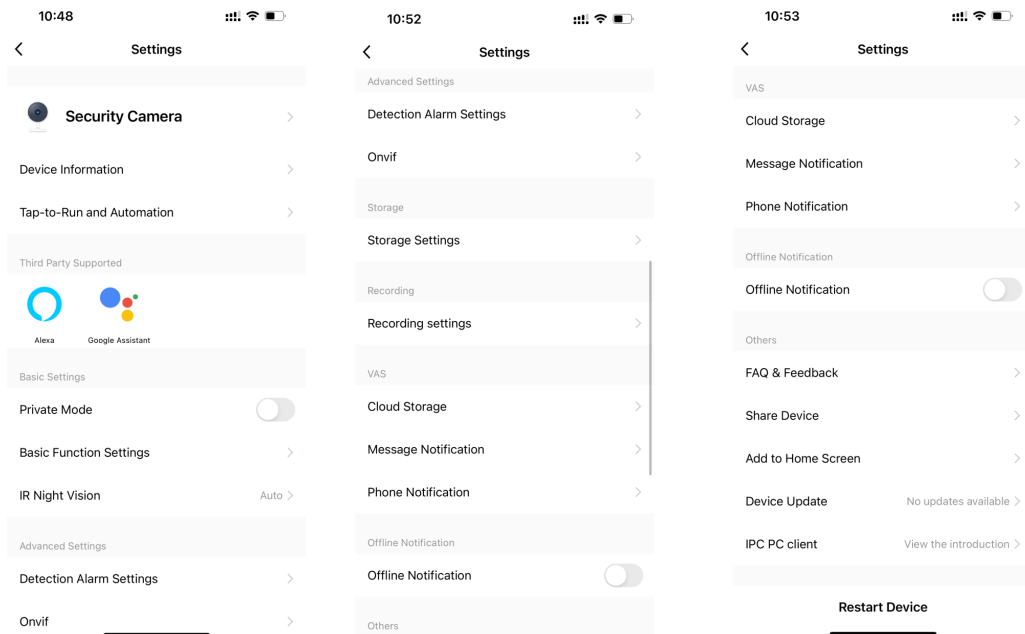 10:48
Settings
Security Camera
Device Information
Tap-to-Run and Automation
Third Party Supported
Alexa
Google Assistant
Basic Settings
Private Mode
Basic Function Settings
IR Night Vision
Auto
Advanced Settings
Detection Alarm Settings
Onvif
10:52
Settings
Advanced Settings
Detection Alarm Settings
Onvif
Storage
Storage Settings
Recording
Recording settings
VAS
Cloud Storage
Message Notification
Phone Notification
Offline Notification
Offline Notification
Others
10:53
Settings
VAS
Cloud Storage
Message Notification
Phone Notification
Offline Notification
Offline Notification
Others
FAQ & Feedback
Share Device
Add to Home Screen
Device Update
No updates available
IPC PC client
View the introduction
Restart Device